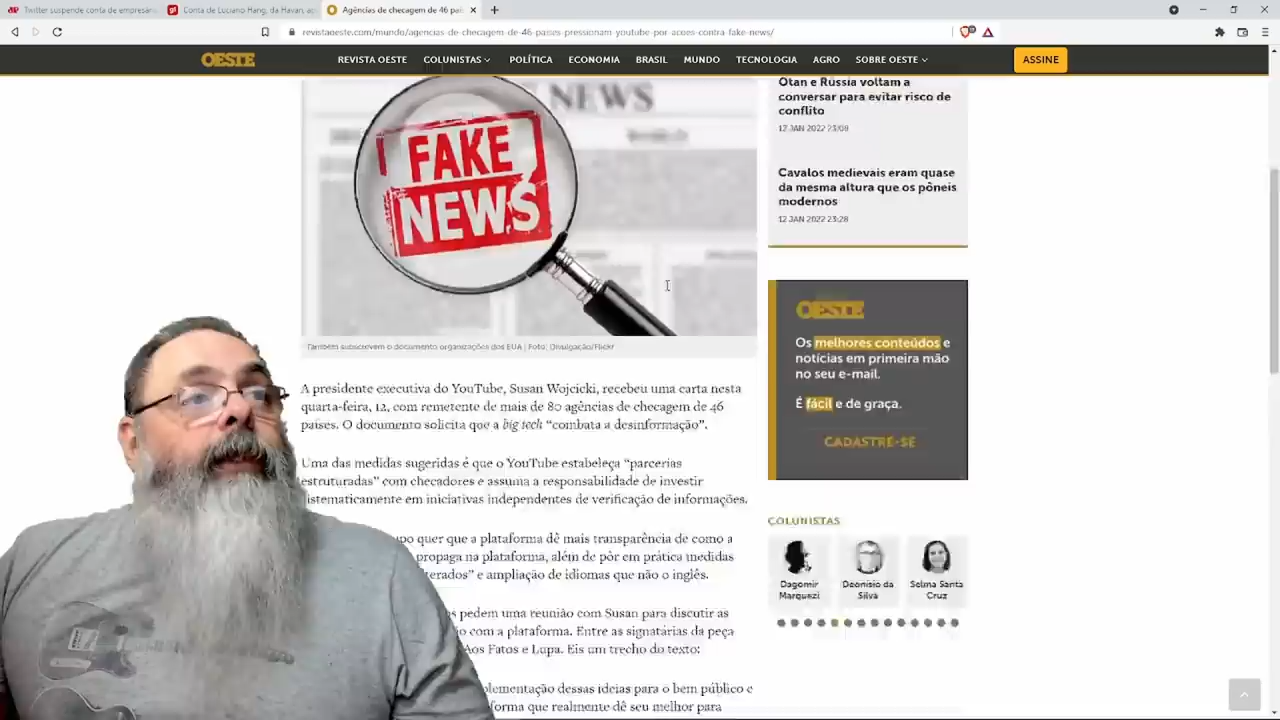 Twitter suspende conta de empresári
Conta de Luciano Hang, da Havan, ap
Agências de checagem de 46 paí
revistaoeste.com/mundo/agencias-de-checagem-de-46-paises-pressionam-youtube-por-acoes-contra-fake-news/
OESTE
REVISTA OESTE
COLUNISTAS
POLÍTICA
ECONOMIA
BRASIL
MUNDO
TECNOLOGIA
AGRO
SOBRE OESTE
ASSINE
NEWS
FAKE
NEWS
Também subscrevem o documento organizações dos EUA | Foto: Divulgação/Flickr
A presidente executiva do YouTube, Susan Wojcicki, recebeu uma carta nesta
quarta-feira, 12, com remetente de mais de 80 agências de checagem de 46
países. O documento solicita que a big tech “combata a desinformação”.
Uma das medidas sugeridas é que o YouTube estabeleça “parcerias
estruturadas” com checadores e assuma a responsabilidade de investir
sistematicamente em iniciativas independentes de verificação de informações.
upo quer que a plataforma dê mais transparência de como a
propaga na plataforma, além de pôr em prática medidas
terados” e ampliação de idiomas que não o inglês.
s pedem uma reunião com Susan para discutir as
o com a plataforma. Entre as signatárias da peça
Aos Fatos e Lupa. Eis um trecho do texto:
plementação dessas ideias para o bem público e
forma que realmente dê seu melhor para
Otan e Rússia voltam a
conversar para evitar risco de
conflito
12 JAN 2022 23:08
Cavalos medievais eram quase
da mesma altura que os pôneis
modernos
12 JAN 2022 23:28
OESTE
Os melhores conteúdos e
notícias em primeira mão
no seu e-mail.
É fácil e de graça.
CADASTRE-SE
COLUNISTAS
Dagomir
Marquezi
Deonísio da
Silva
Selma Santa
Cruz